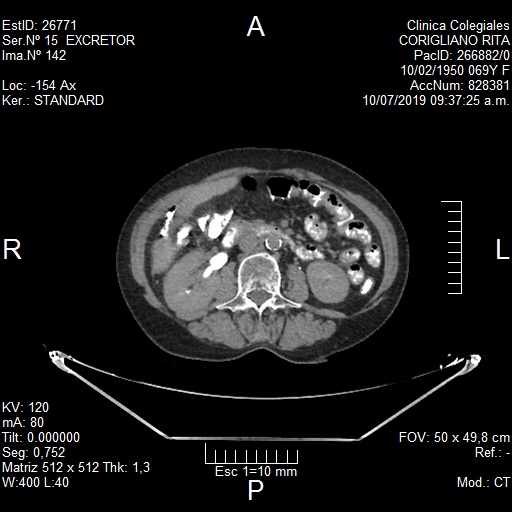 EstID: 26771
Ser.Nº 15 EXCRETOR
Ima.Nº 142
Loc: -154 Ax
Ker.: STANDARD
A
Clinica Colegiales
CORIGLIANO RITA
PacID: 266882/0
10/02/1950 069Y F
AccNum: 828381
10/07/2019 09:37:25 a.m.
R
L
KV: 120
mA: 80
Tilt: 0.000000
Seg: 0,752
Matriz 512 x 512 Thk: 1,3
W:400 L:40
Esc 1=10 mm
P
FOV: 50 x 49,8 cm
Ref.: -
Mod.: CT